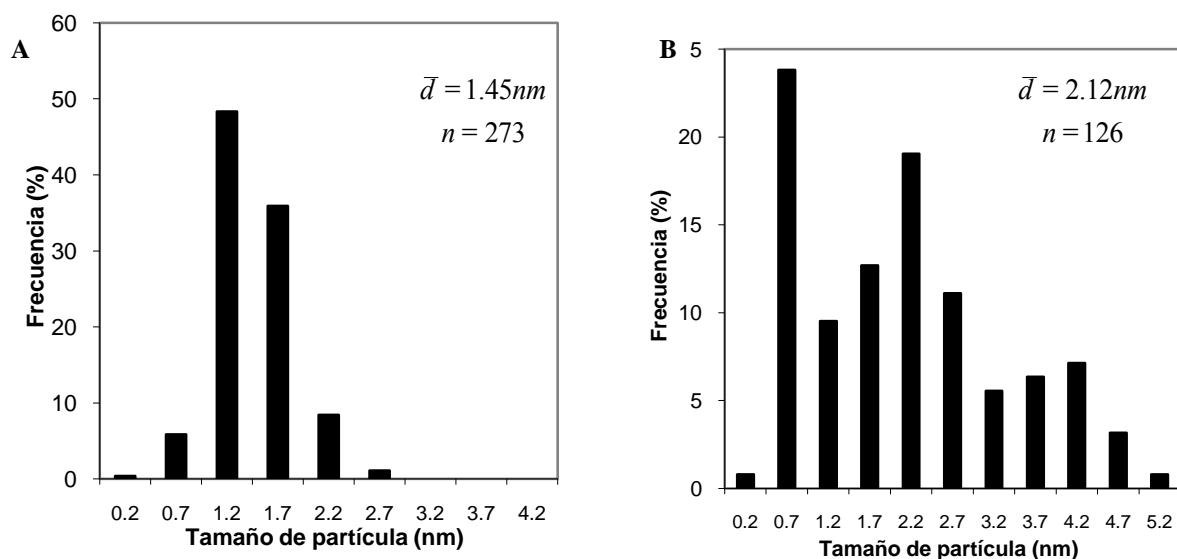 A
60
50
40
30
20
10
0
Frecuencia (%)
d̅ = 1.45nm
n = 273
0.2 0.7 1.2 1.7 2.2 2.7 3.2 3.7 4.2
Tamaño de partícula (nm)
B
5
20
15
10
5
0
Frecuencia (%)
d̅ = 2.12nm
n = 126
0.2 0.7 1.2 1.7 2.2 2.7 3.2 3.7 4.2 4.7 5.2
Tamaño de partícula (nm)